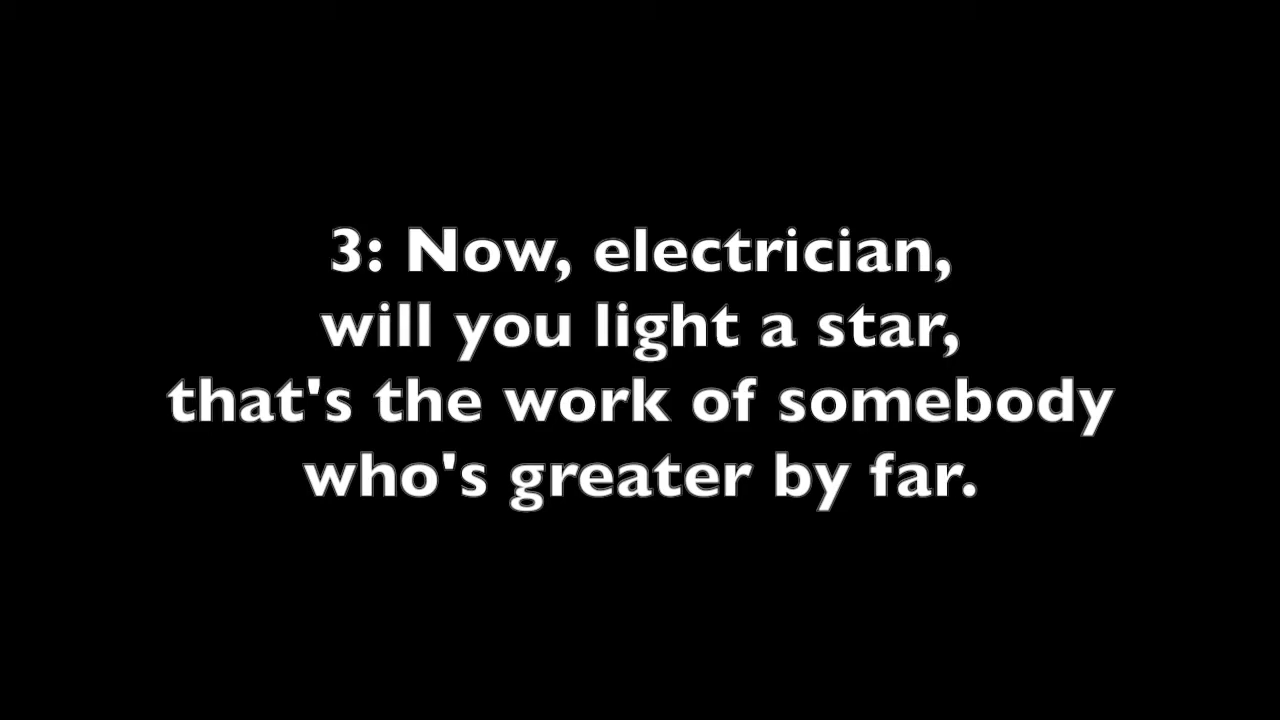 3: Now, electrician,
will you light a star,
that's the work of somebody
who's greater by far.